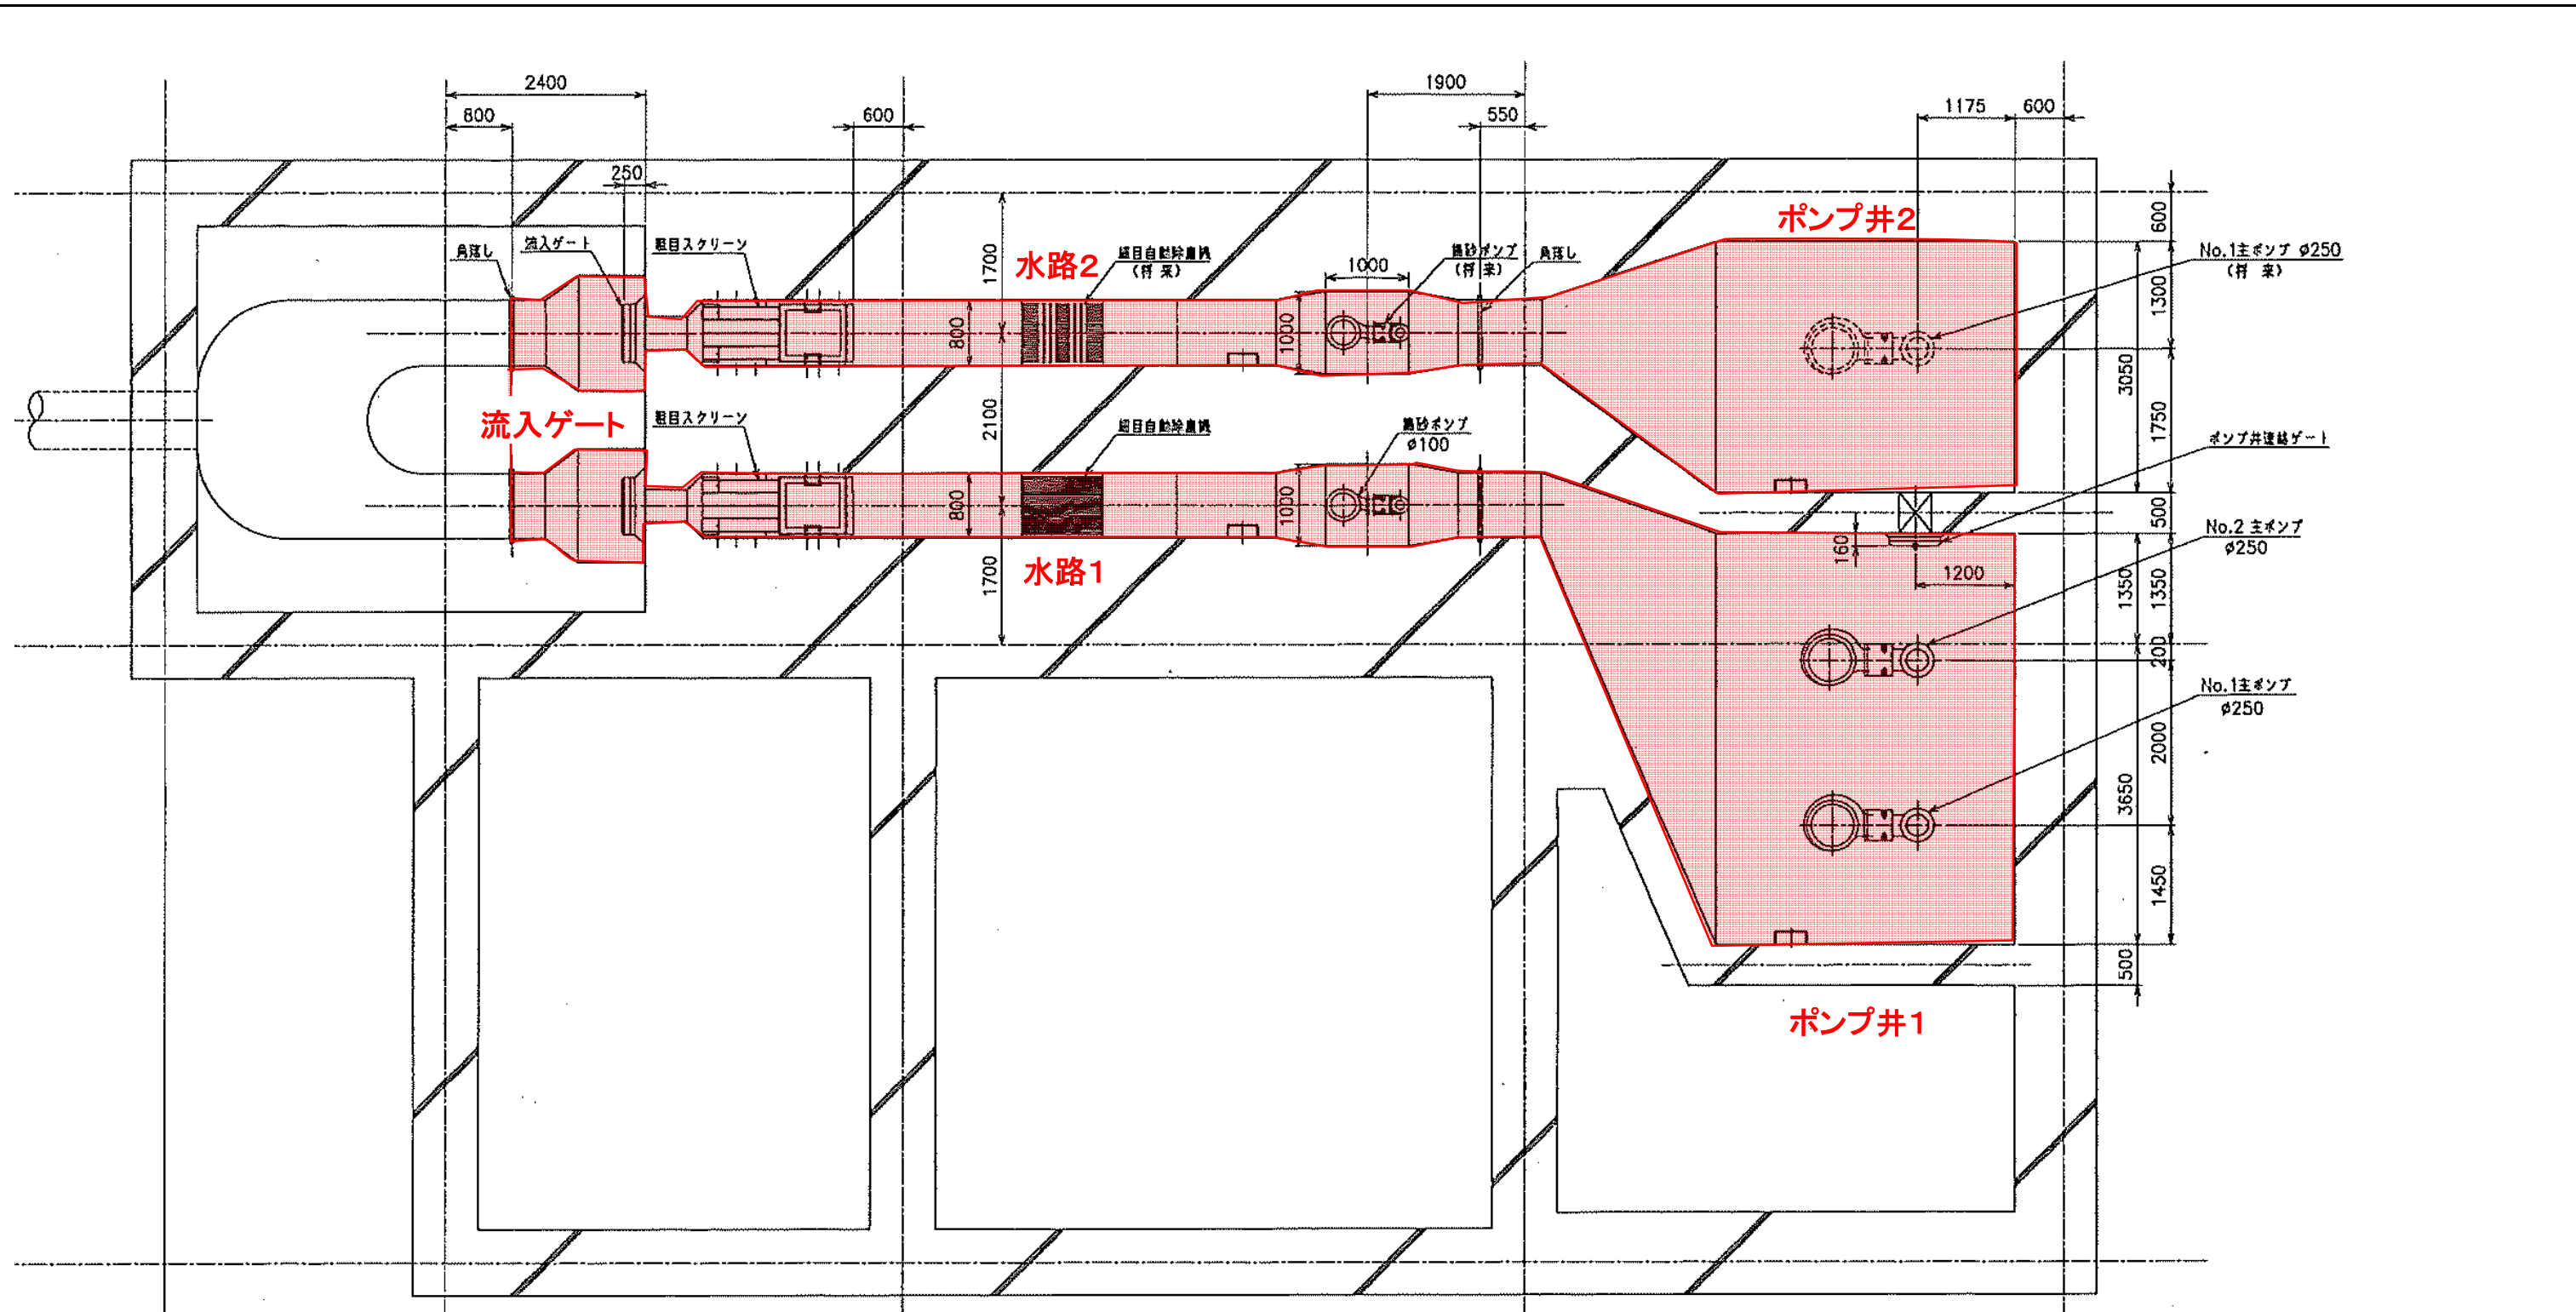 2400
1900
800
600
550
1175
600
250
ポンプ井2
600
角落し
流入ゲート
粗目スクリーン
水路2
細目自動除塵機
(将 来)
1700
1000
揚砂ポンプ
(将 来)
角落し
No.1主ポンプ ø250
(将 来)
1300
800
1000
3050
流入ゲート
粗目スクリーン
2100
細目自動除塵機
揚砂ポンプ
ø100
1750
ポンプ井連絡ゲート
800
1000
500
No.2 主ポンプ
ø250
160
水路1
1700
1200
1350
1350
200
No.1主ポンプ
ø250
2000
3650
1450
500
ポンプ井1